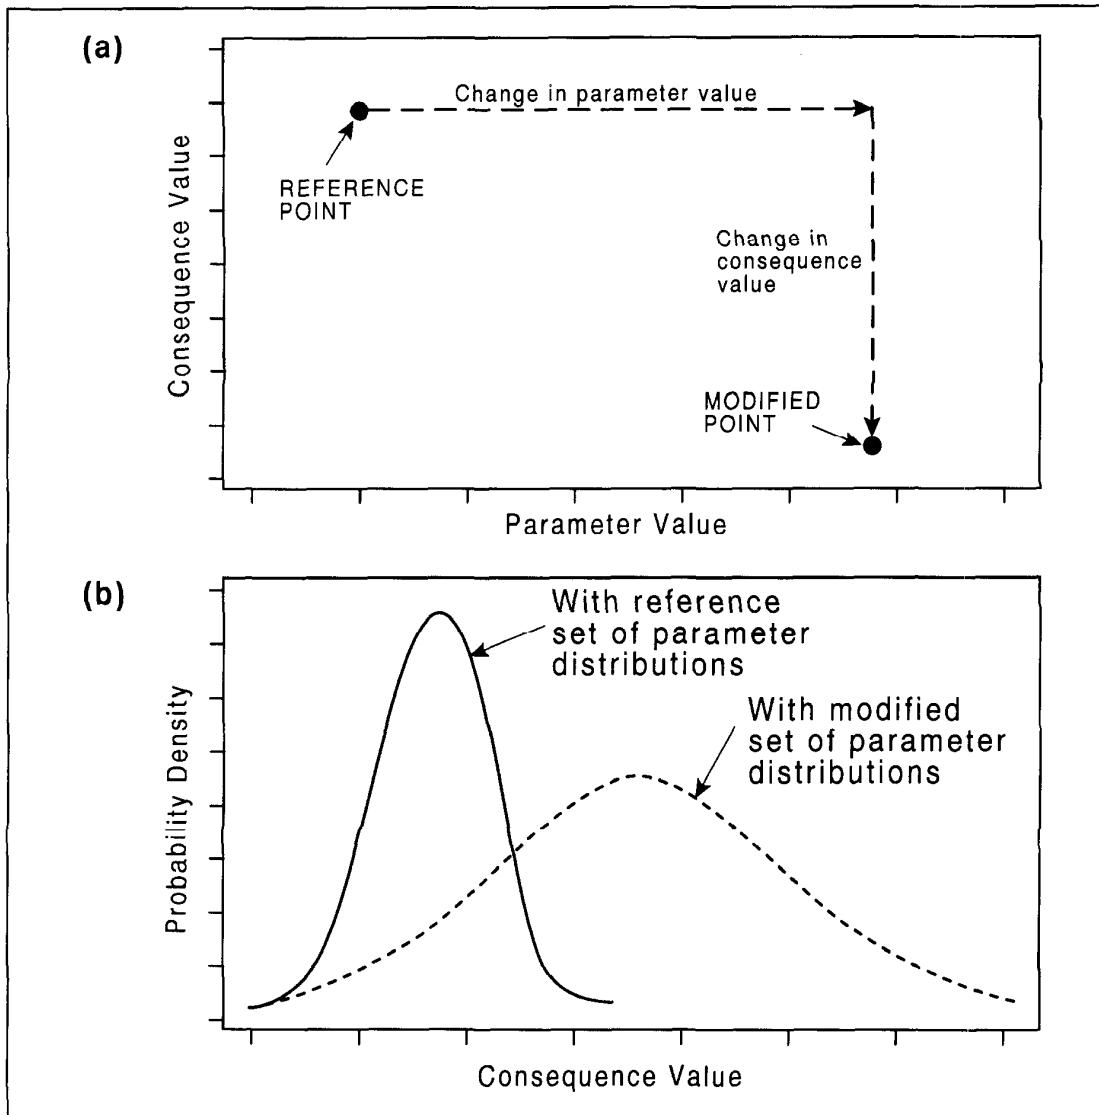 (a)
Change in parameter value
REFERENCE
POINT
Change in
consequence
value
MODIFIED
POINT
Consequence Value
Parameter Value
(b)
With reference
set of parameter
distributions
With modified
set of parameter
distributions
Probability Density
Consequence Value